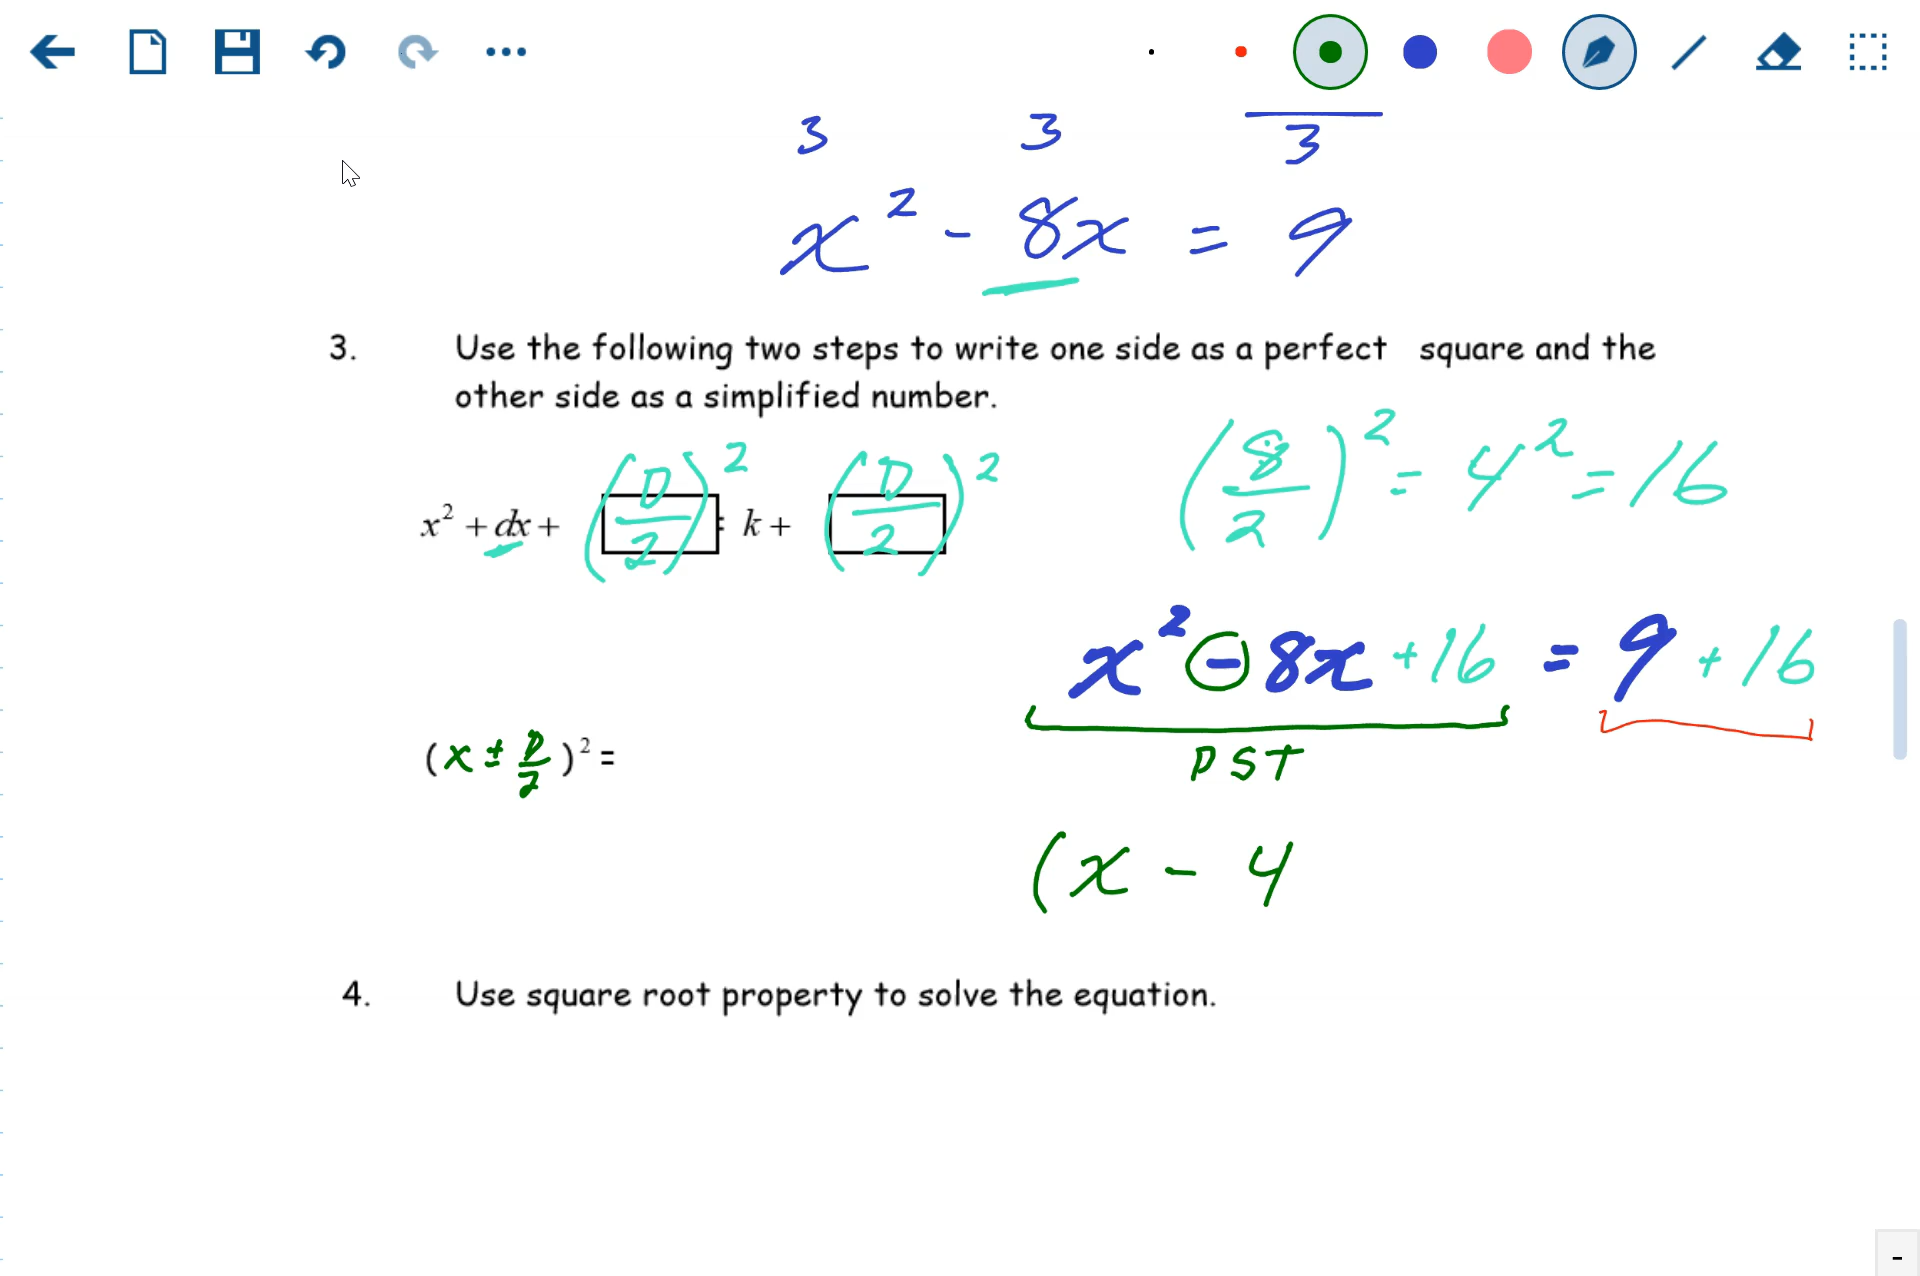 3 3 3
x² - 8x = 9
3. Use the following two steps to write one side as a perfect square and the
other side as a simplified number.
(8/2)² = 4² = 16
x² + dx + (D/2)² = k + (D/2)²
x² - 8x + 16 = 9 + 16
PST
(x ± D/2)² =
(x - 4
4. Use square root property to solve the equation.